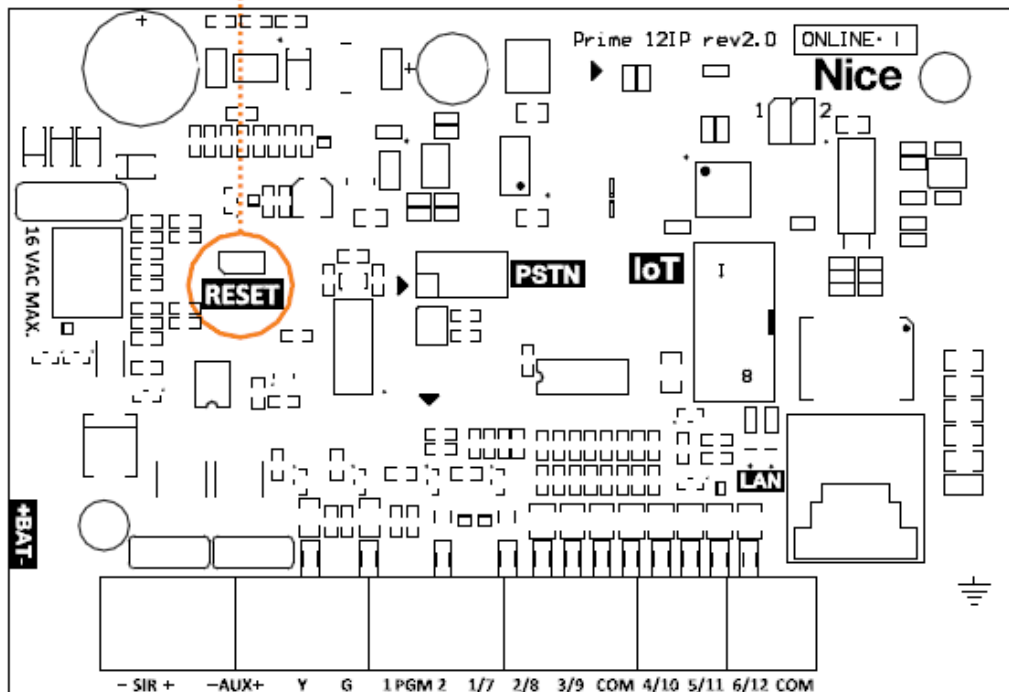 Prime 12IP rev2.0 ONLINE· I
Nice
1 2
16 VAC MAX.
RESET
PSTN
IoT
I
8
LAN
+BAT-
– SIR + –AUX+ Y G 1 PGM 2 1/7 2/8 3/9 COM 4/10 5/11 6/12 COM